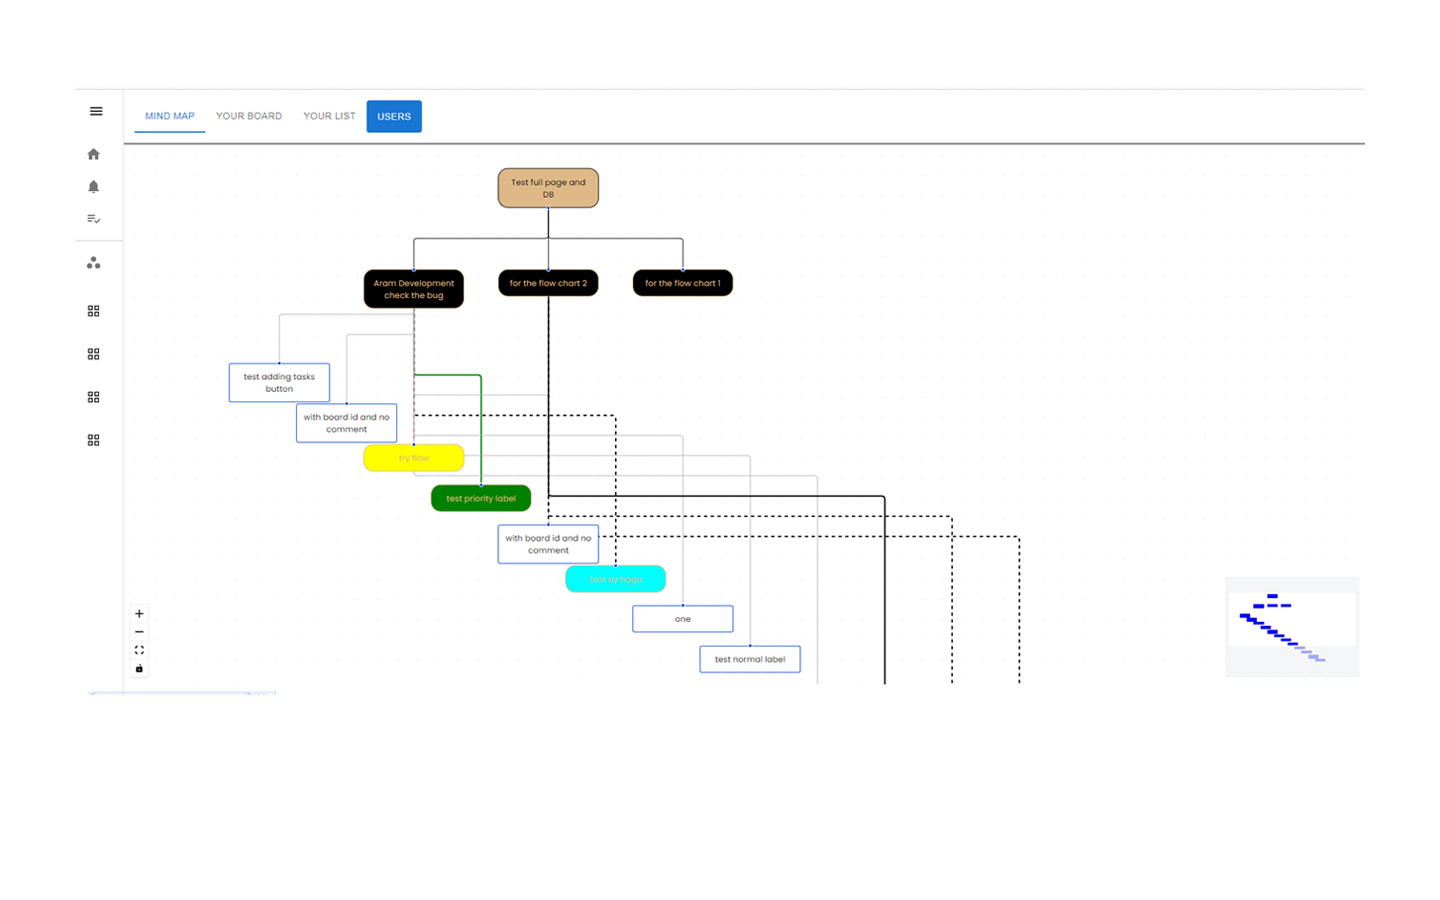 MIND MAP
YOUR BOARD
YOUR LIST
USERS
Test full page and
DB
Aram Development
check the bug
for the flow chart 2
for the flow chart 1
test adding tasks
button
with board id and no
comment
try flow
test priority label
with board id and no
comment
test ay haga
one
test normal label